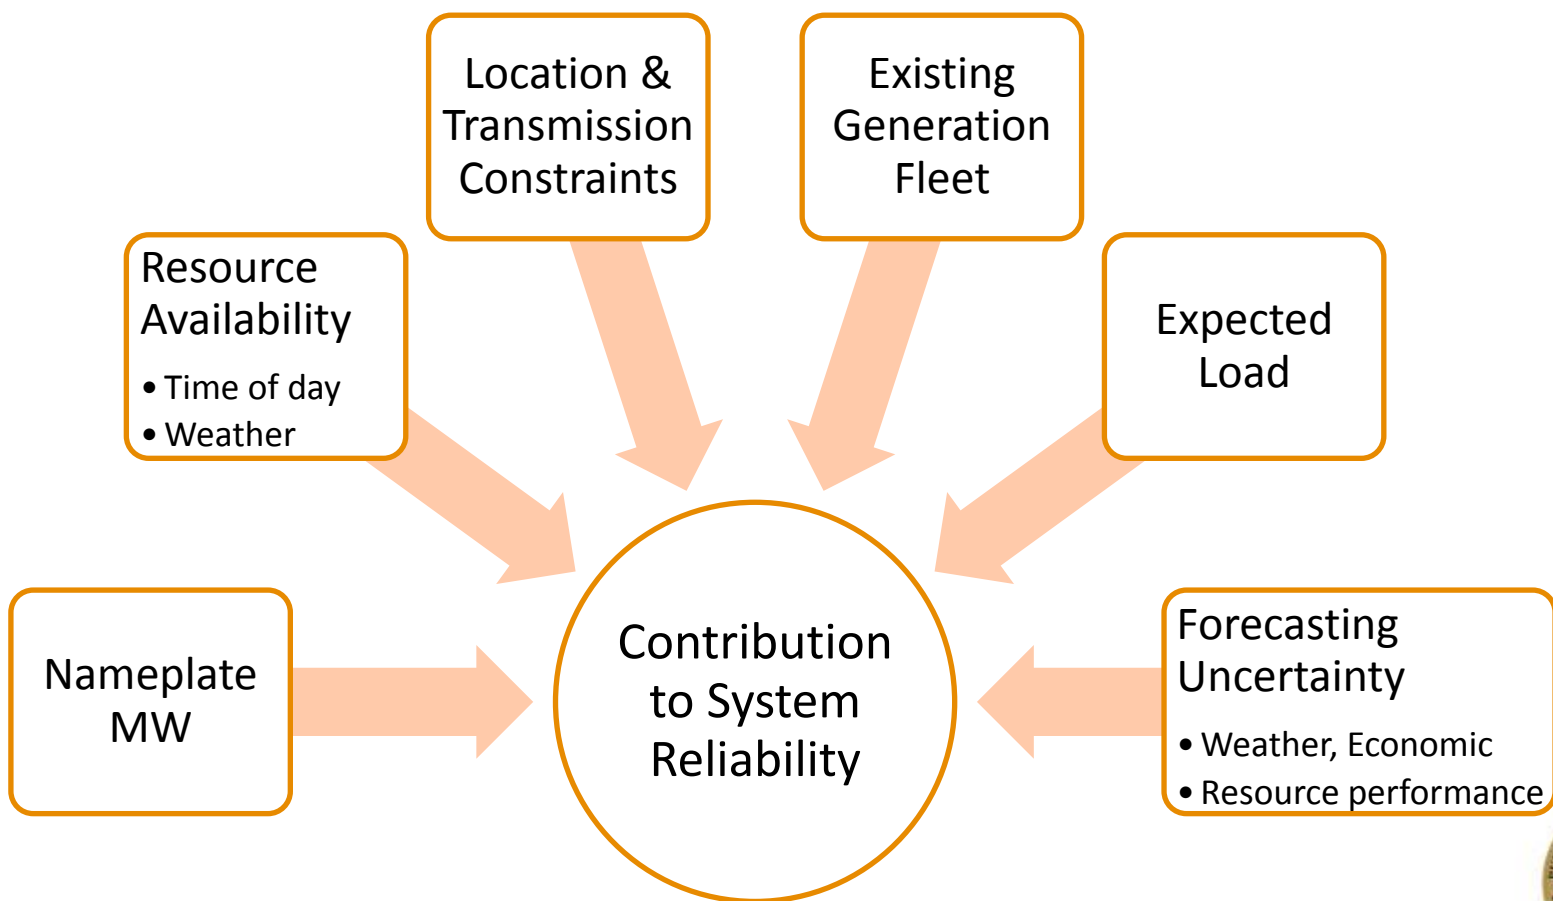 Location &
Transmission
Constraints
Existing
Generation
Fleet
Resource
Availability
• Time of day
• Weather
Expected
Load
Nameplate
MW
Contribution
to System
Reliability
Forecasting
Uncertainty
• Weather, Economic
• Resource performance